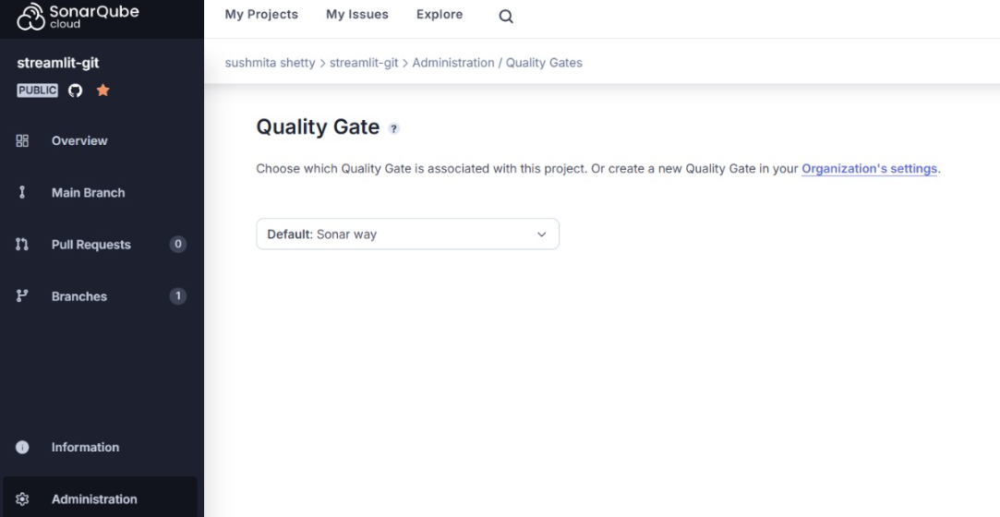 SonarQube
cloud
My Projects My Issues Explore
streamlit-git
PUBLIC
sushmita shetty > streamlit-git > Administration / Quality Gates
Overview
Main Branch
Pull Requests 0
Branches 1
Information
Administration
Quality Gate ?
Choose which Quality Gate is associated with this project. Or create a new Quality Gate in your Organization's settings.
Default: Sonar way